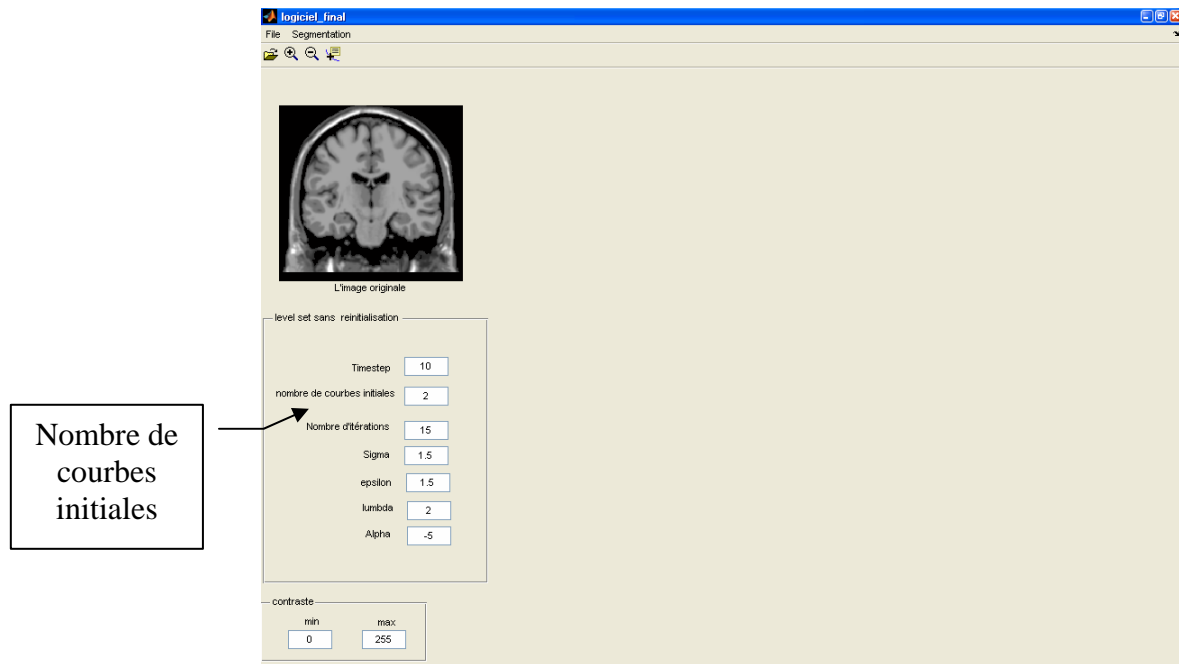 logiciel_final
File Segmentation
L'image originale
level set sans reinitialisation
Timestep 10
nombre de courbes initiales 2
Nombre d'itérations 15
Sigma 1.5
epsilon 1.5
lumbda 2
Alpha -5
Nombre de
courbes
initiales
contraste
min max
0 255